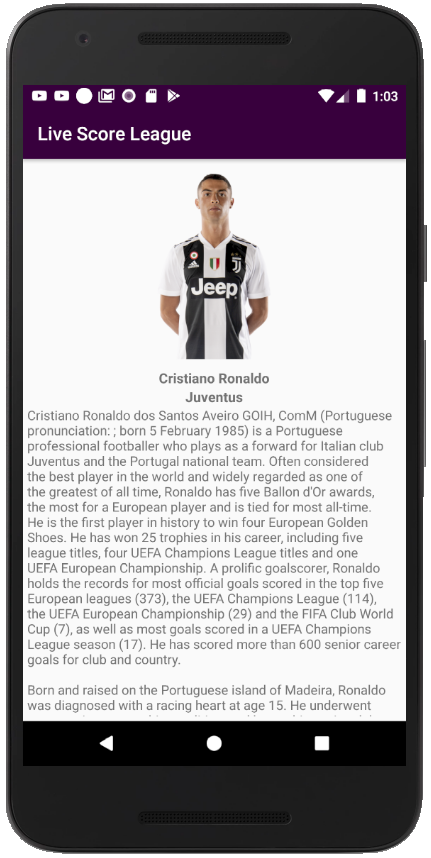 1:03
Live Score League
Jeep
Cristiano Ronaldo
Juventus
Cristiano Ronaldo dos Santos Aveiro GOIH, ComM (Portuguese
pronunciation: ; born 5 February 1985) is a Portuguese
professional footballer who plays as a forward for Italian club
Juventus and the Portugal national team. Often considered
the best player in the world and widely regarded as one of
the greatest of all time, Ronaldo has five Ballon d'Or awards,
the most for a European player and is tied for most all-time.
He is the first player in history to win four European Golden
Shoes. He has won 25 trophies in his career, including five
league titles, four UEFA Champions League titles and one
UEFA European Championship. A prolific goalscorer, Ronaldo
holds the records for most official goals scored in the top five
European leagues (373), the UEFA Champions League (114),
the UEFA European Championship (29) and the FIFA Club World
Cup (7), as well as most goals scored in a UEFA Champions
League season (17). He has scored more than 600 senior career
goals for club and country.
Born and raised on the Portuguese island of Madeira, Ronaldo
was diagnosed with a racing heart at age 15. He underwent